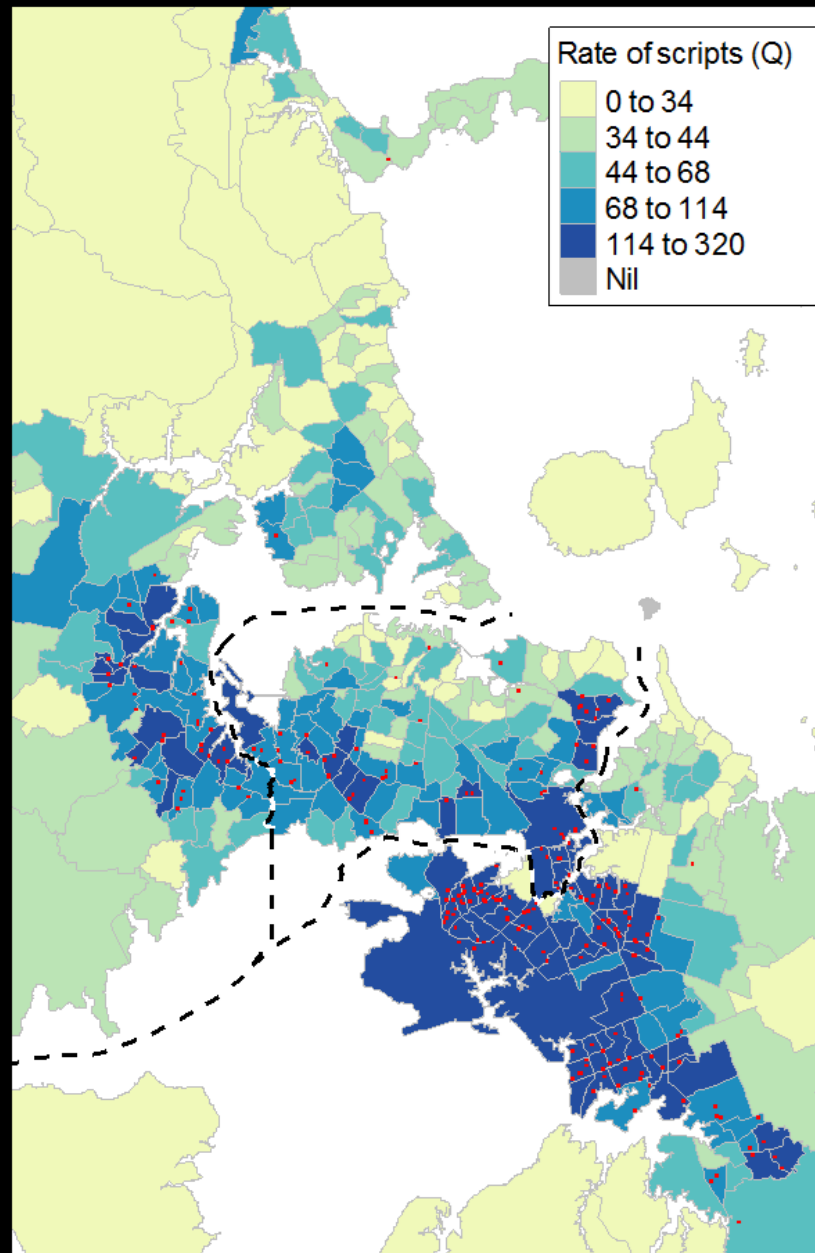 Rate of scripts (Q)
0 to 34
34 to 44
44 to 68
68 to 114
114 to 320
Nil